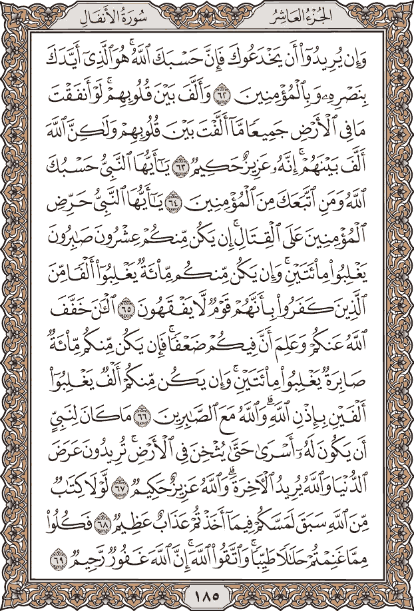 الجزء العاشر
سورة الأنفال
وَإِن يُرِيدُوٓا۟ أَن يَخْدَعُوكَ فَإِنَّ حَسْبَكَ ٱللَّهُ ۚ هُوَ ٱلَّذِىٓ أَيَّدَكَ
بِنَصْرِهِۦ وَبِٱلْمُؤْمِنِينَ ٦٢ وَأَلَّفَ بَيْنَ قُلُوبِهِمْ ۚ لَوْ أَنفَقْتَ
مَا فِى ٱلْأَرْضِ جَمِيعًا مَّآ أَلَّفْتَ بَيْنَ قُلُوبِهِمْ وَلَٰكِنَّ ٱللَّهَ
أَلَّفَ بَيْنَهُمْ ۚ إِنَّهُۥ عَزِيزٌ حَكِيمٌ ٦٣ يَٰٓأَيُّهَا ٱلنَّبِىُّ حَسْبُكَ
ٱللَّهُ وَمَنِ ٱتَّبَعَكَ مِنَ ٱلْمُؤْمِنِينَ ٦٤ يَٰٓأَيُّهَا ٱلنَّبِىُّ حَرِّضِ
ٱلْمُؤْمِنِينَ عَلَى ٱلْقِتَالِ ۚ إِن يَكُن مِّنكُمْ عِشْرُونَ صَٰبِرُونَ
يَغْلِبُوا۟ مِا۟ئَتَيْنِ ۚ وَإِن يَكُن مِّنكُم مِّا۟ئَةٌ يَغْلِبُوٓا۟ أَلْفًا مِّنَ
ٱلَّذِينَ كَفَرُوا۟ بِأَنَّهُمْ قَوْمٌ لَّا يَفْقَهُونَ ٦٥ ٱلْـَٰٔنَ خَفَّفَ
ٱللَّهُ عَنكُمْ وَعَلِمَ أَنَّ فِيكُمْ ضَعْفًا ۚ فَإِن يَكُن مِّنكُم مِّا۟ئَةٌ
صَابِرَةٌ يَغْلِبُوا۟ مِا۟ئَتَيْنِ ۚ وَإِن يَكُن مِّنكُمْ أَلْفٌ يَغْلِبُوٓا۟
أَلْفَيْنِ بِإِذْنِ ٱللَّهِ ۗ وَٱللَّهُ مَعَ ٱلصَّٰبِرِينَ ٦٦ مَا كَانَ لِنَبِىٍّ
أَن يَكُونَ لَهُۥٓ أَسْرَىٰ حَتَّىٰ يُثْخِنَ فِى ٱلْأَرْضِ ۚ تُرِيدُونَ عَرَضَ
ٱلدُّنْيَا وَٱللَّهُ يُرِيدُ ٱلْـَٔاخِرَةَ ۗ وَٱللَّهُ عَزِيزٌ حَكِيمٌ ٦٧ لَّوْلَا كِتَٰبٌ
مِّنَ ٱللَّهِ سَبَقَ لَمَسَّكُمْ فِيمَآ أَخَذْتُمْ عَذَابٌ عَظِيمٌ ٦٨ فَكُلُوا۟
مِمَّا غَنِمْتُمْ حَلَٰلًا طَيِّبًا ۚ وَٱتَّقُوا۟ ٱللَّهَ ۚ إِنَّ ٱللَّهَ غَفُورٌ رَّحِيمٌ ٦٩
١٨٥